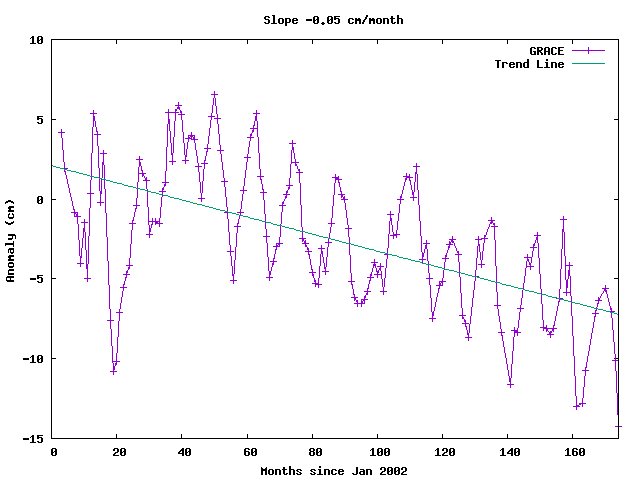 Slope -0.05 cm/month
GRACE
Trend Line
10
5
0
-5
-10
-15
Anomaly (cm)
0 20 40 60 80 100 120 140 160
Months since Jan 2002